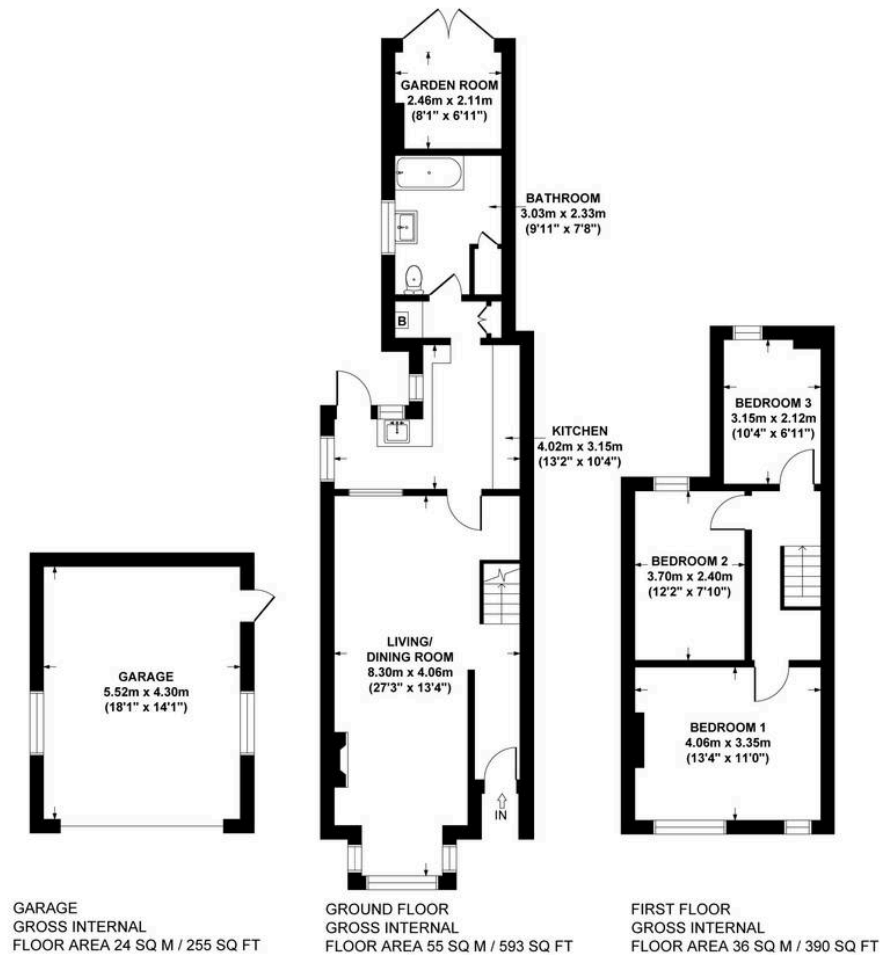 GARDEN ROOM
2.46m x 2.11m
(8'1" x 6'11")
BATHROOM
3.03m x 2.33m
(9'11" x 7'8")
B
KITCHEN
4.02m x 3.15m
(13'2" x 10'4")
LIVING/
DINING ROOM
8.30m x 4.06m
(27'3" x 13'4")
IN
BEDROOM 3
3.15m x 2.12m
(10'4" x 6'11")
BEDROOM 2
3.70m x 2.40m
(12'2" x 7'10")
BEDROOM 1
4.06m x 3.35m
(13'4" x 11'0")
GARAGE
5.52m x 4.30m
(18'1" x 14'1")
GARAGE
GROSS INTERNAL
FLOOR AREA 24 SQ M / 255 SQ FT
GROUND FLOOR
GROSS INTERNAL
FLOOR AREA 55 SQ M / 593 SQ FT
FIRST FLOOR
GROSS INTERNAL
FLOOR AREA 36 SQ M / 390 SQ FT